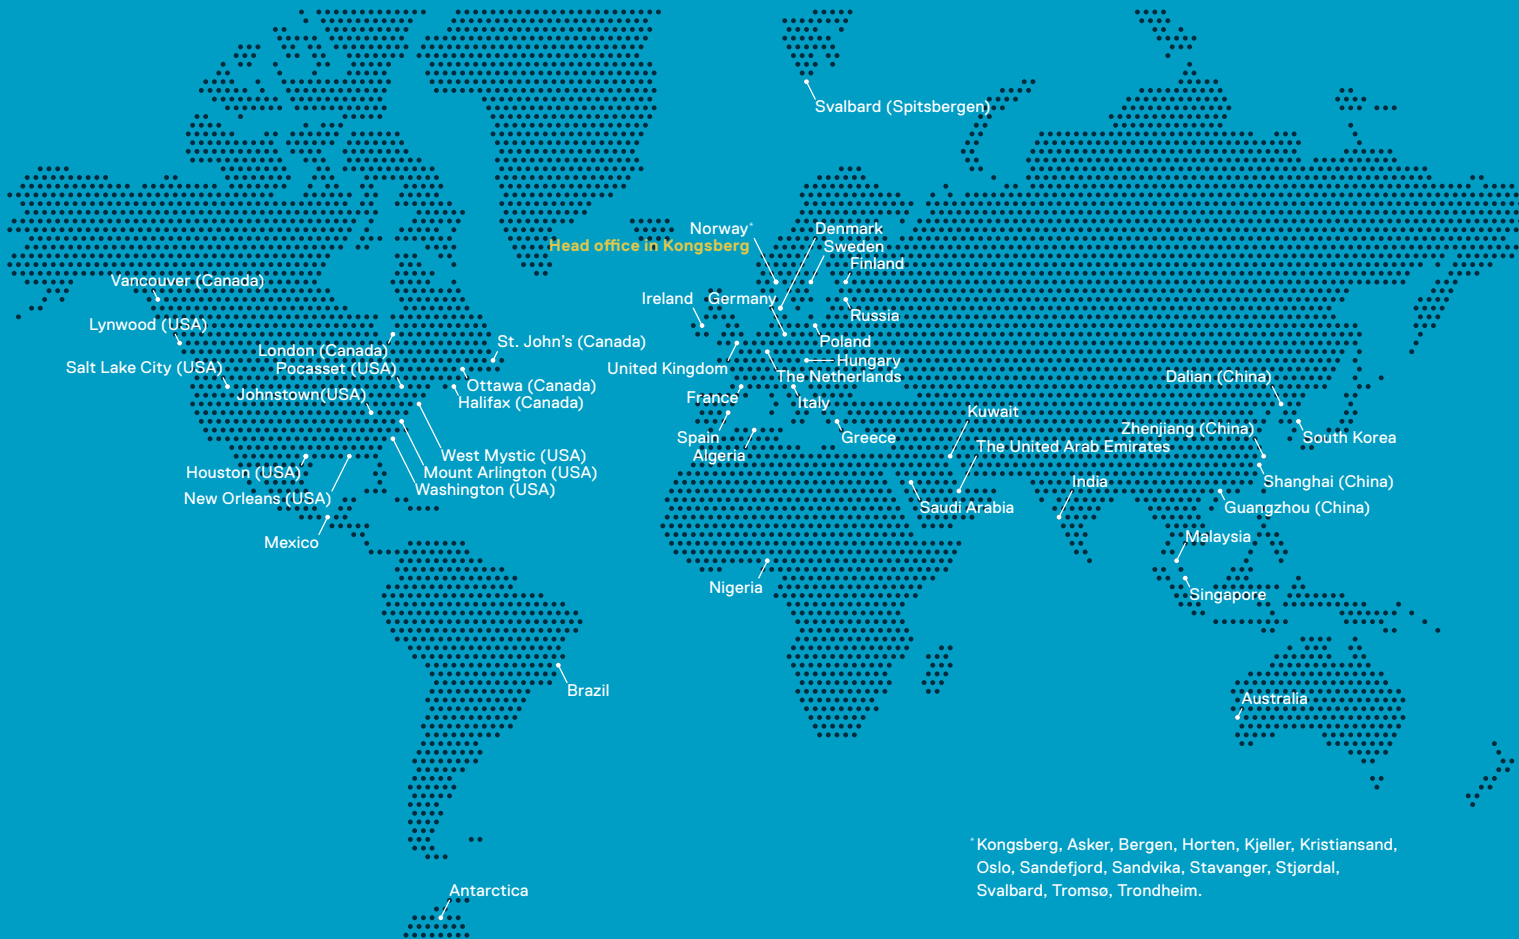 Svalbard (Spitsbergen)
Norway*
Head office in Kongsberg
Denmark
Sweden
Finland
Vancouver (Canada)
Ireland
Germany
Russia
Lynwood (USA)
London (Canada)
St. John's (Canada)
Poland
Hungary
Salt Lake City (USA)
Pocasset (USA)
United Kingdom
The Netherlands
Dalian (China)
Ottawa (Canada)
Johnstown(USA)
Halifax (Canada)
France
Italy
Kuwait
Zhenjiang (China)
South Korea
Spain
Greece
Algeria
The United Arab Emirates
West Mystic (USA)
Houston (USA)
Mount Arlington (USA)
India
Shanghai (China)
Washington (USA)
New Orleans (USA)
Saudi Arabia
Guangzhou (China)
Mexico
Malaysia
Nigeria
Singapore
Brazil
Australia
*Kongsberg, Asker, Bergen, Horten, Kjeller, Kristiansand,
Oslo, Sandefjord, Sandvika, Stavanger, Stjørdal,
Svalbard, Tromsø, Trondheim.
Antarctica